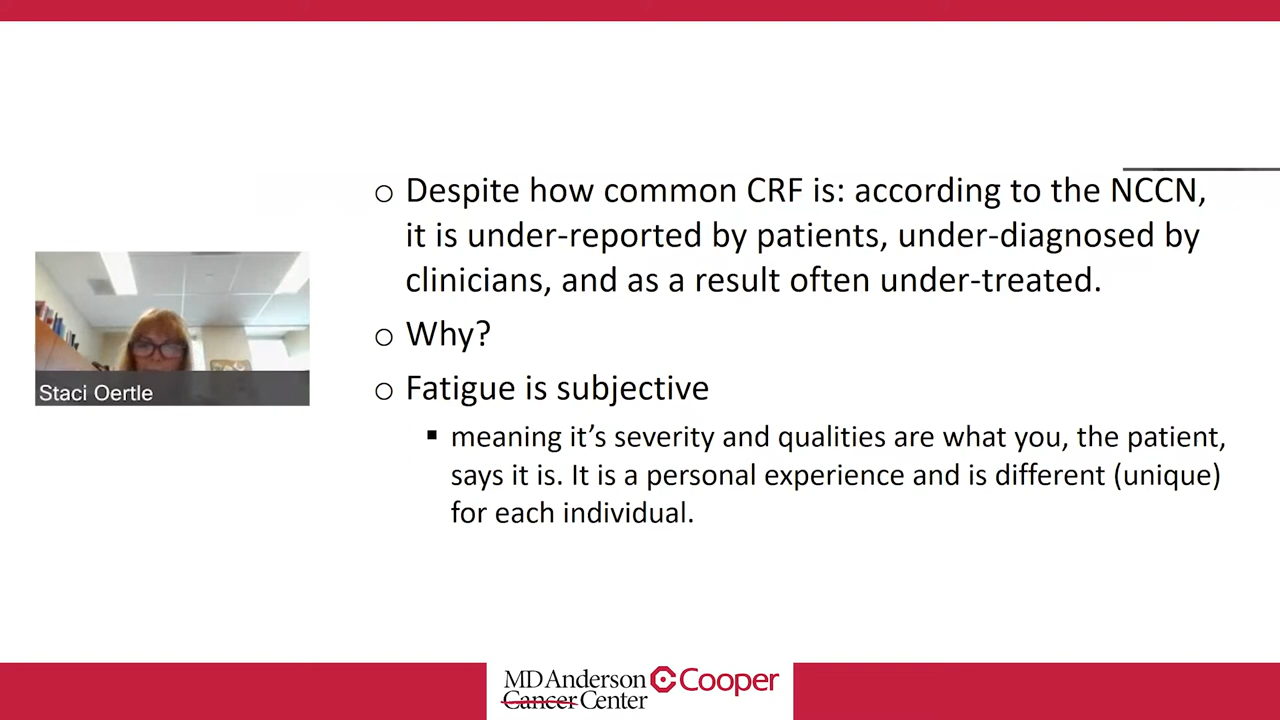 Despite how common CRF is: according to the NCCN,
it is under-reported by patients, under-diagnosed by
clinicians, and as a result often under-treated.
Why?
Staci Oertle
Fatigue is subjective
meaning it’s severity and qualities are what you, the patient,
says it is. It is a personal experience and is different (unique)
for each individual.
MD Anderson Cooper
Cancer Center